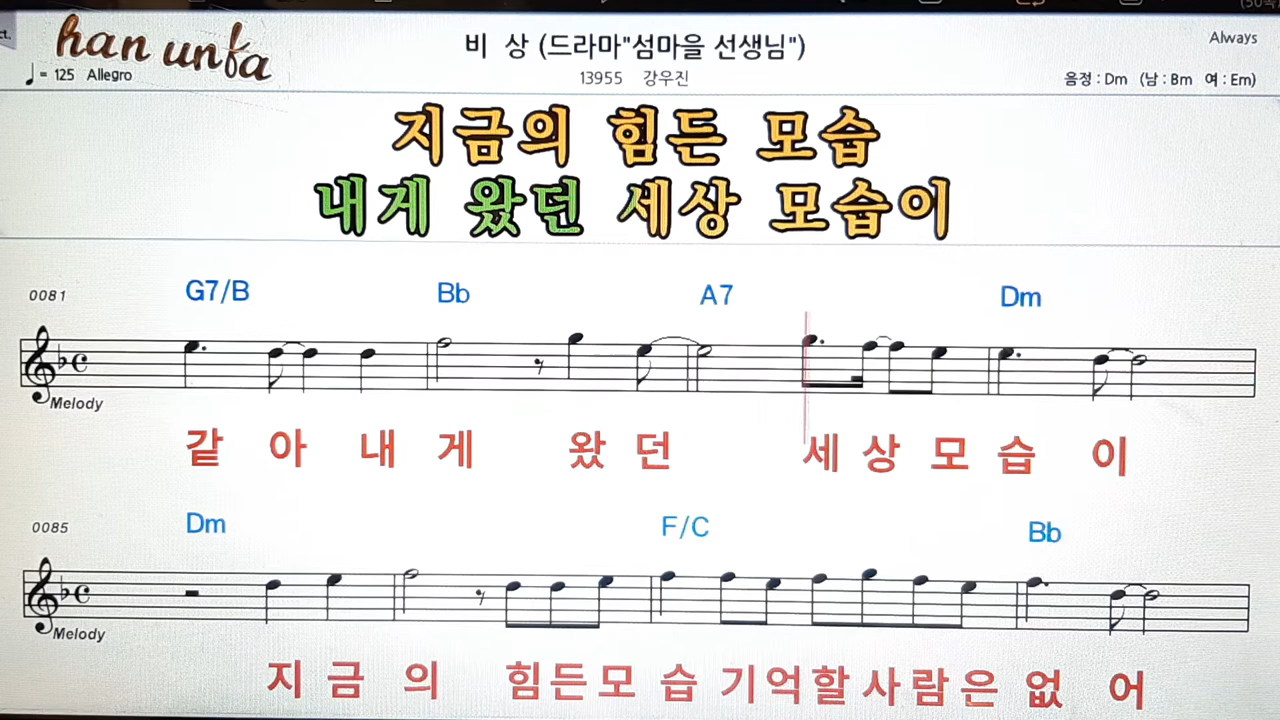 (50곡
ct.
han unfa
비 상 (드라마"섬마을 선생님")
Always
= 125 Allegro
13955 강우진
음정 : Dm (남 : Bm 여 : Em)
지금의 힘든 모습
내게 왔던 세상 모습이
0081 G7/B Bb A7 Dm
Melody
같 아 내 게 왔 던 세 상 모 습 이
0085 Dm F/C Bb
Melody
지 금 의 힘 든 모 습 기 억 할 사 람 은 없 어